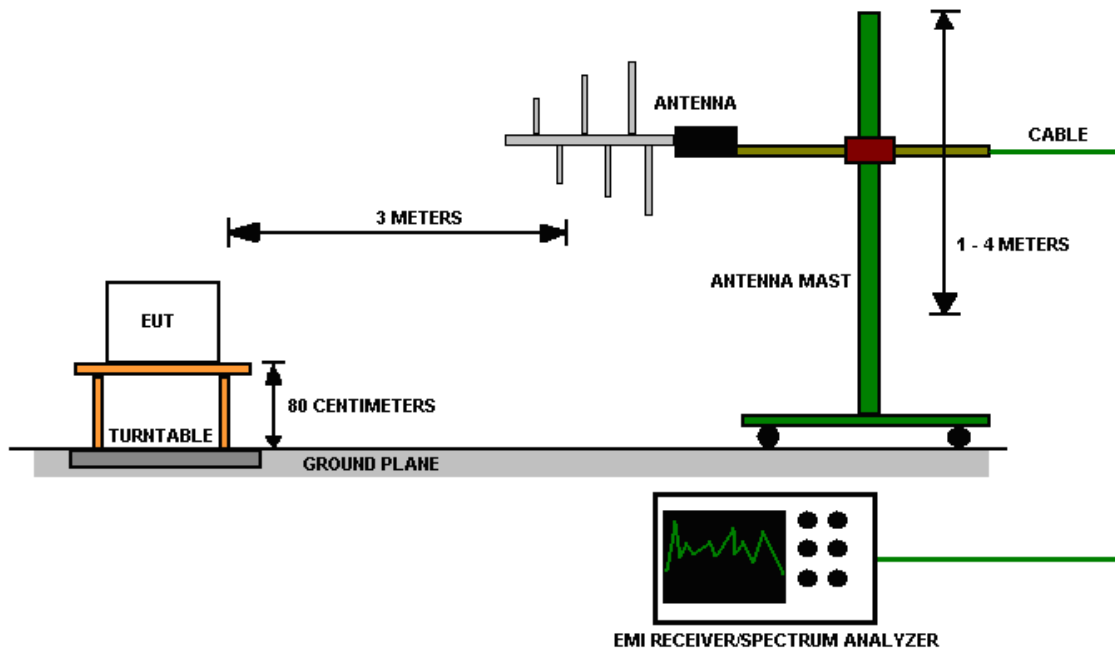 ANTENNA
CABLE
3 METERS
1 - 4 METERS
ANTENNA MAST
EUT
80 CENTIMETERS
TURNTABLE
GROUND PLANE
EMI RECEIVER/SPECTRUM ANALYZER